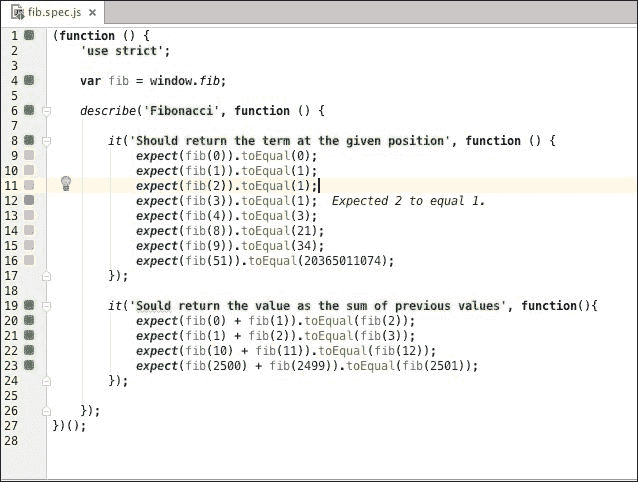 fib.spec.js ×
1 (function () {
2 'use strict';
3
4 var fib = window.fib;
5
6 describe('Fibonacci', function () {
7
8 it('Should return the term at the given position', function () {
9 expect(fib(0)).toEqual(0);
10 expect(fib(1)).toEqual(1);
11 expect(fib(2)).toEqual(1);
12 expect(fib(3)).toEqual(1); Expected 2 to equal 1.
13 expect(fib(4)).toEqual(3);
14 expect(fib(8)).toEqual(21);
15 expect(fib(9)).toEqual(34);
16 expect(fib(51)).toEqual(20365011074);
17 });
18
19 it('Sould return the value as the sum of previous values', function(){
20 expect(fib(0) + fib(1)).toEqual(fib(2));
21 expect(fib(1) + fib(2)).toEqual(fib(3));
22 expect(fib(10) + fib(11)).toEqual(fib(12));
23 expect(fib(2500) + fib(2499)).toEqual(fib(2501));
24 });
25
26 });
27 })();
28